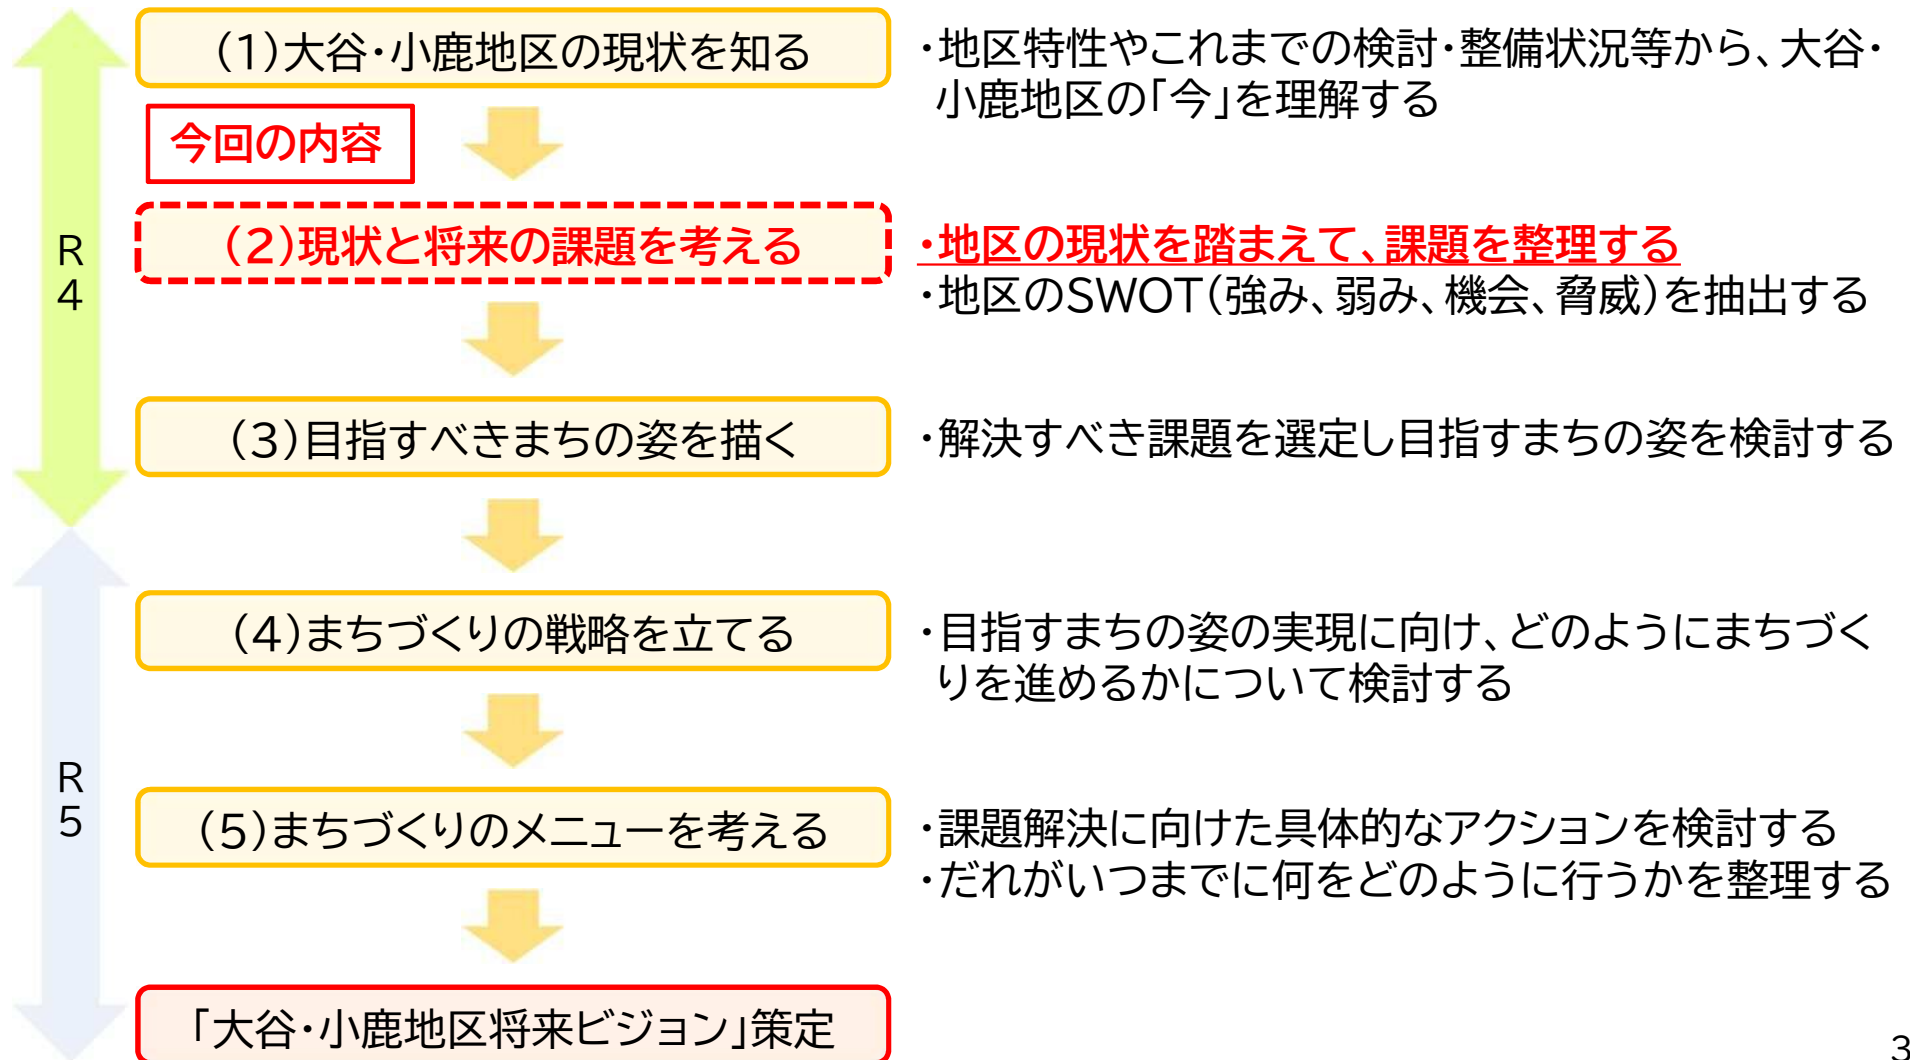 (1)大谷・小鹿地区の現状を知る
・地区特性やこれまでの検討・整備状況等から、大谷・
小鹿地区の「今」を理解する
今回の内容
R
4
(2)現状と将来の課題を考える
・地区の現状を踏まえて、課題を整理する
・地区のSWOT(強み、弱み、機会、脅威)を抽出する
(3)目指すべきまちの姿を描く
・解決すべき課題を選定し目指すまちの姿を検討する
(4)まちづくりの戦略を立てる
・目指すまちの姿の実現に向け、どのようにまちづく
りを進めるかについて検討する
R
5
(5)まちづくりのメニューを考える
・課題解決に向けた具体的なアクションを検討する
・だれがいつまでに何をどのように行うかを整理する
「大谷・小鹿地区将来ビジョン」策定
3